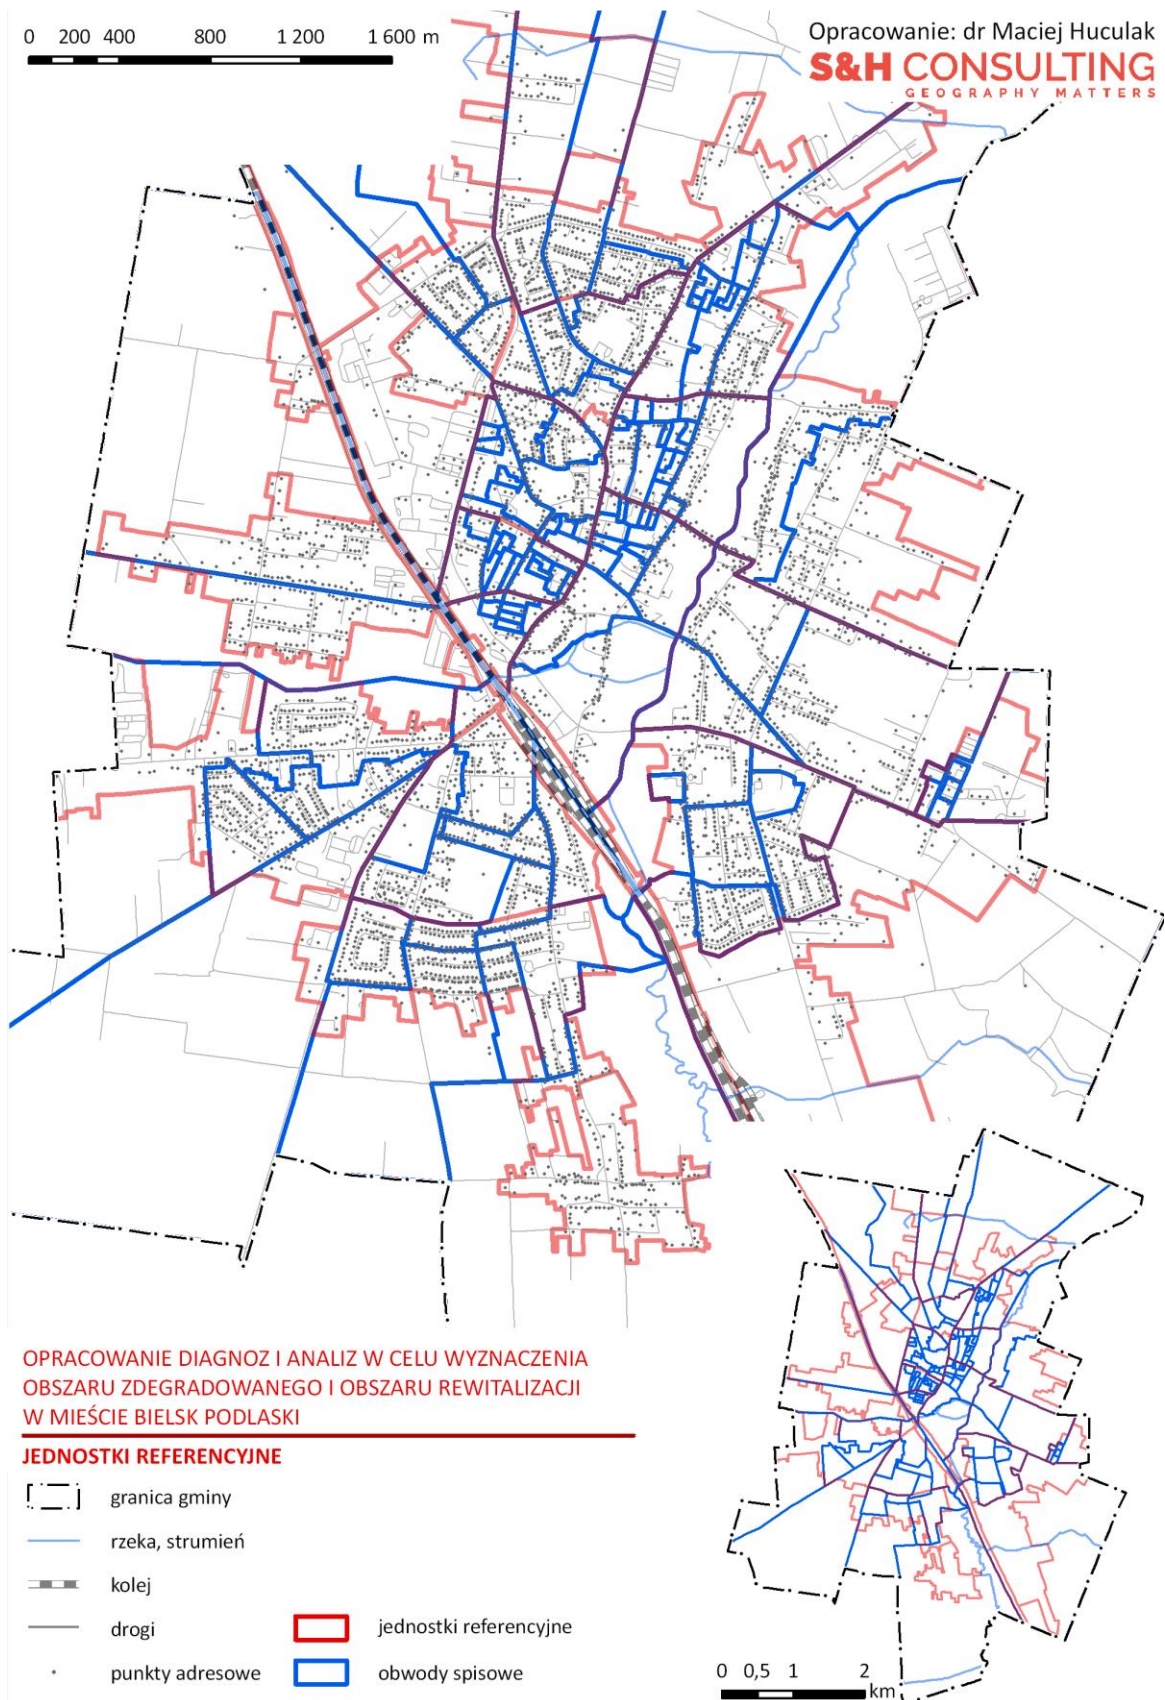 0 200 400 800 1 200 1 600 m
Opracowanie: dr Maciej Huculak
S&H CONSULTING
GEOGRAPHY MATTERS
OPRACOWANIE DIAGNOZ I ANALIZ W CELU WYZNACZENIA
OBSZARU ZDEGRADOWANEGO I OBSZARU REWITALIZACJI
W MIEŚCIE BIELSK PODLASKI
JEDNOSTKI REFERENCYJNE
granica gminy
rzeka, strumień
kolej
drogi
punkty adresowe
jednostki referencyjne
obwody spisowe
0 0,5 1 2
km